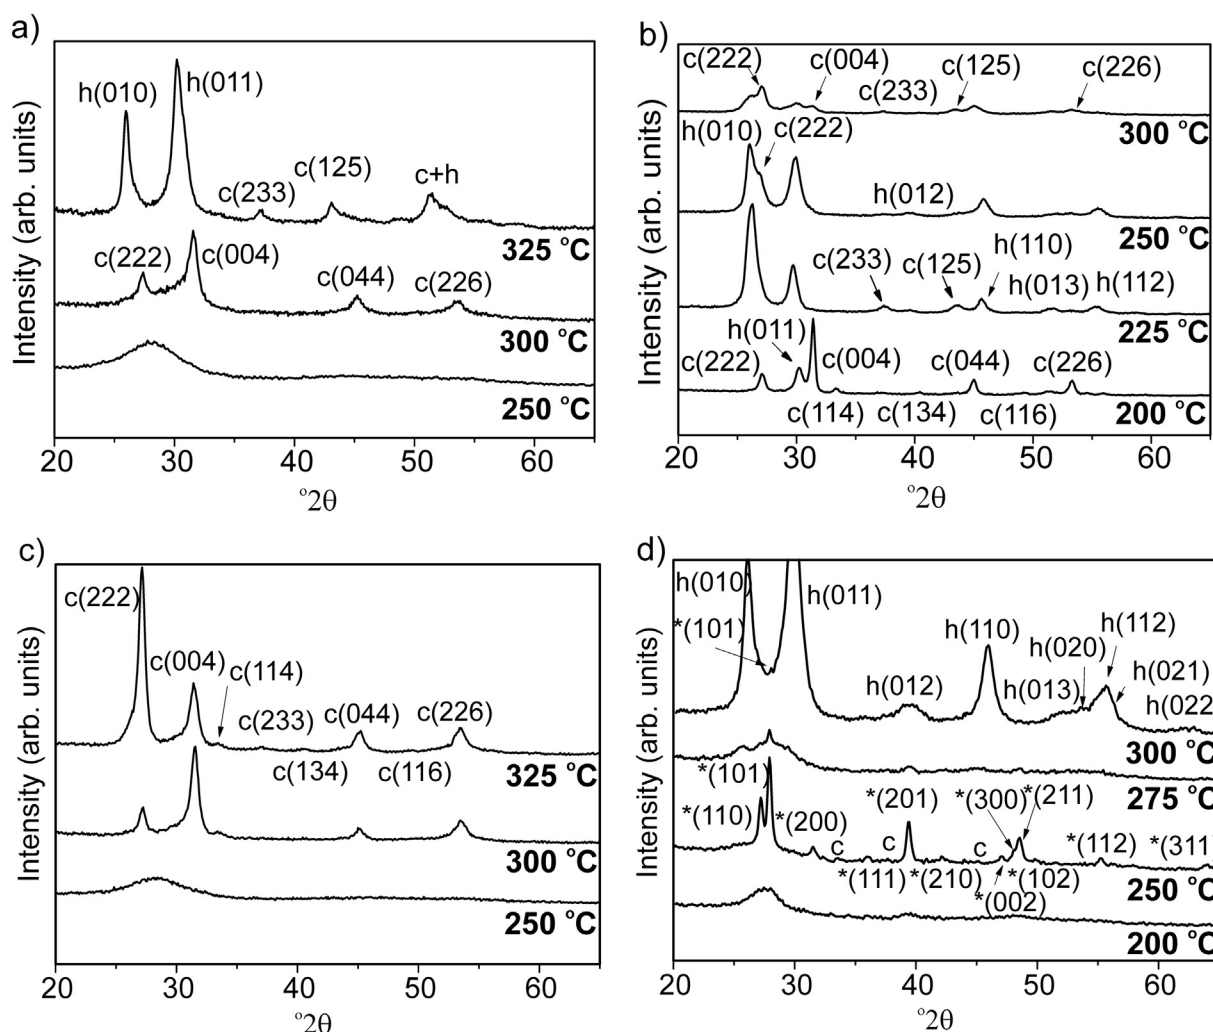 a)
h(010)
h(011)
c(233)
c(125)
c+h
325 °C
c(222)
c(004)
c(044)
c(226)
300 °C
250 °C
Intensity (arb. units)
20 30 40 50 60
°2θ
b)
c(222)
c(004)
c(233)
c(125)
c(226)
300 °C
h(010)
c(222)
h(012)
250 °C
c(233)
c(125)
h(110)
h(013)
h(112)
225 °C
c(222)
h(011)
c(004)
c(044)
c(226)
c(114)
c(134)
c(116)
200 °C
Intensity (arb. units)
20 30 40 50 60
°2θ
c)
c(222)
c(004)
c(114)
c(233)
c(044)
c(226)
c(134)
c(116)
325 °C
300 °C
250 °C
Intensity (arb. units)
20 30 40 50 60
°2θ
d)
h(010)
*(101)
h(011)
h(012)
h(110)
h(013)
h(020)
h(112)
h(021)
h(022
300 °C
275 °C
*(101)
*(110)
*(200)
c
*(111)
c
*(201)
*(210)
c
*(300)
*(211)
*(002)
*(102)
*(112)
*(311)
250 °C
200 °C
Intensity (arb. units)
20 30 40 50 60
°2θ